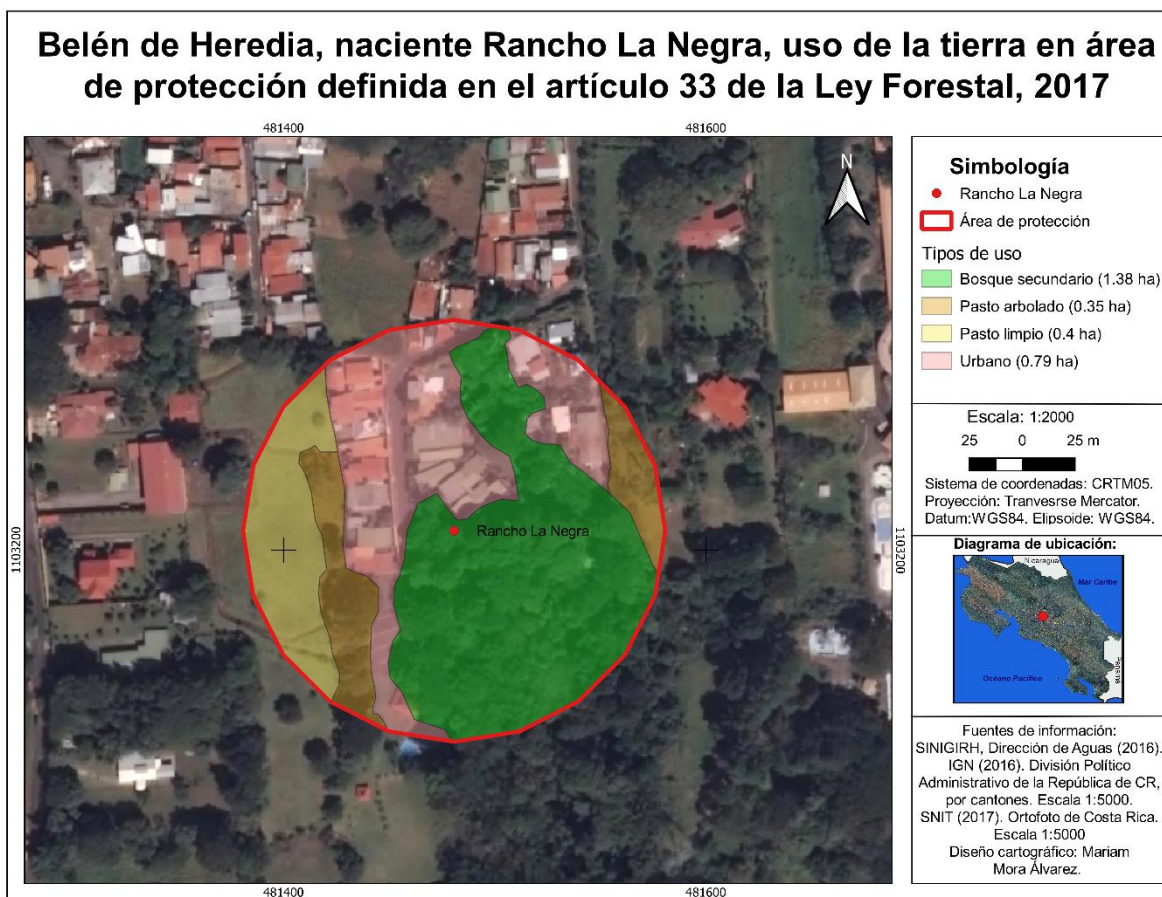 Belén de Heredia, naciente Rancho La Negra, uso de la tierra en área
de protección definida en el artículo 33 de la Ley Forestal, 2017
481400
481600
1103200
Rancho La Negra
1103200
N
481400
481600
Simbología
Rancho La Negra
Área de protección
Tipos de uso
Bosque secundario (1.38 ha)
Pasto arbolado (0.35 ha)
Pasto limpio (0.4 ha)
Urbano (0.79 ha)
Escala: 1:2000
25 0 25 m
Sistema de coordenadas: CRTM05.
Proyección: Tranvesrse Mercator.
Datum:WGS84. Elipsoide: WGS84.
Diagrama de ubicación:
Nicaragua
Mar Caribe
Panamá
Océano Pacífico
Fuentes de información:
SINIGIRH, Dirección de Aguas (2016).
IGN (2016). División Político
Administrativo de la República de CR,
por cantones. Escala 1:5000.
SNIT (2017). Ortofoto de Costa Rica.
Escala 1:5000
Diseño cartográfico: Mariam
Mora Álvarez.